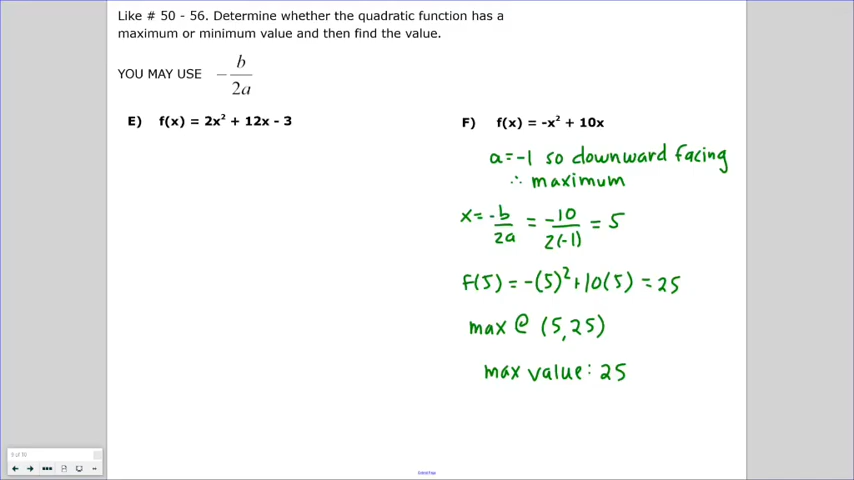 Like # 50 - 56. Determine whether the quadratic function has a
maximum or minimum value and then find the value.
YOU MAY USE −b/2a
E) f(x) = 2x² + 12x - 3
F) f(x) = -x² + 10x
a = -1 so downward facing
∴ maximum
x = -b/2a = -10/2(-1) = 5
f(5) = -(5)² + 10(5) = 25
max @ (5, 25)
max value: 25